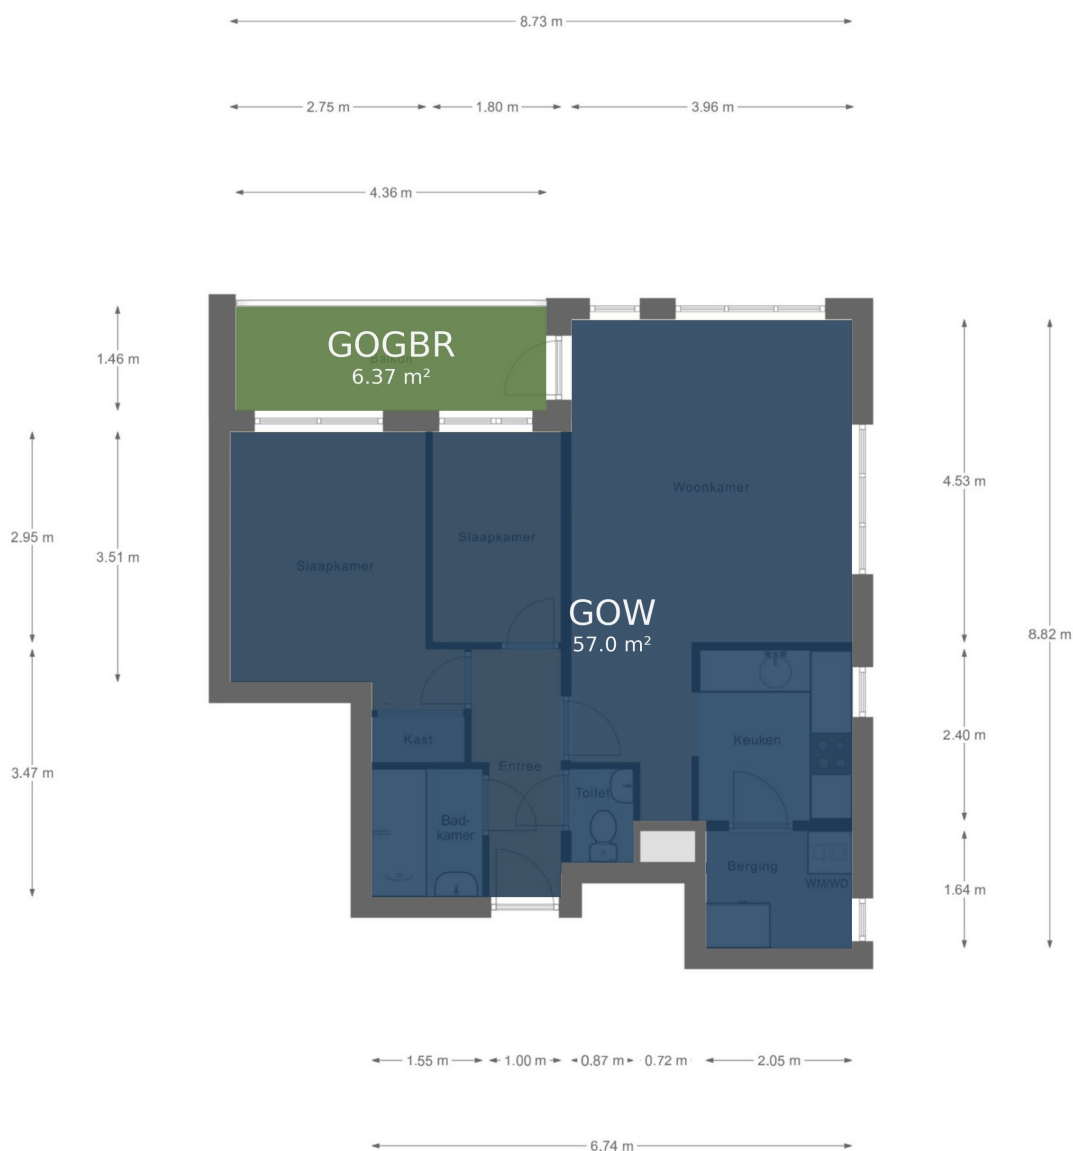 8.73 m
2.75 m
1.80 m
3.96 m
4.36 m
1.46 m
GOGBR
Balkon
6.37 m²
2.95 m
3.51 m
4.53 m
Woonkamer
Slaapkamer
Slaapkamer
GOW
57.0 m²
8.82 m
3.47 m
Kast
Entree
Keuken
2.40 m
Toilet
Bad-
kamer
Berging
WM/WD
1.64 m
1.55 m
1.00 m
0.87 m
0.72 m
2.05 m
6.74 m